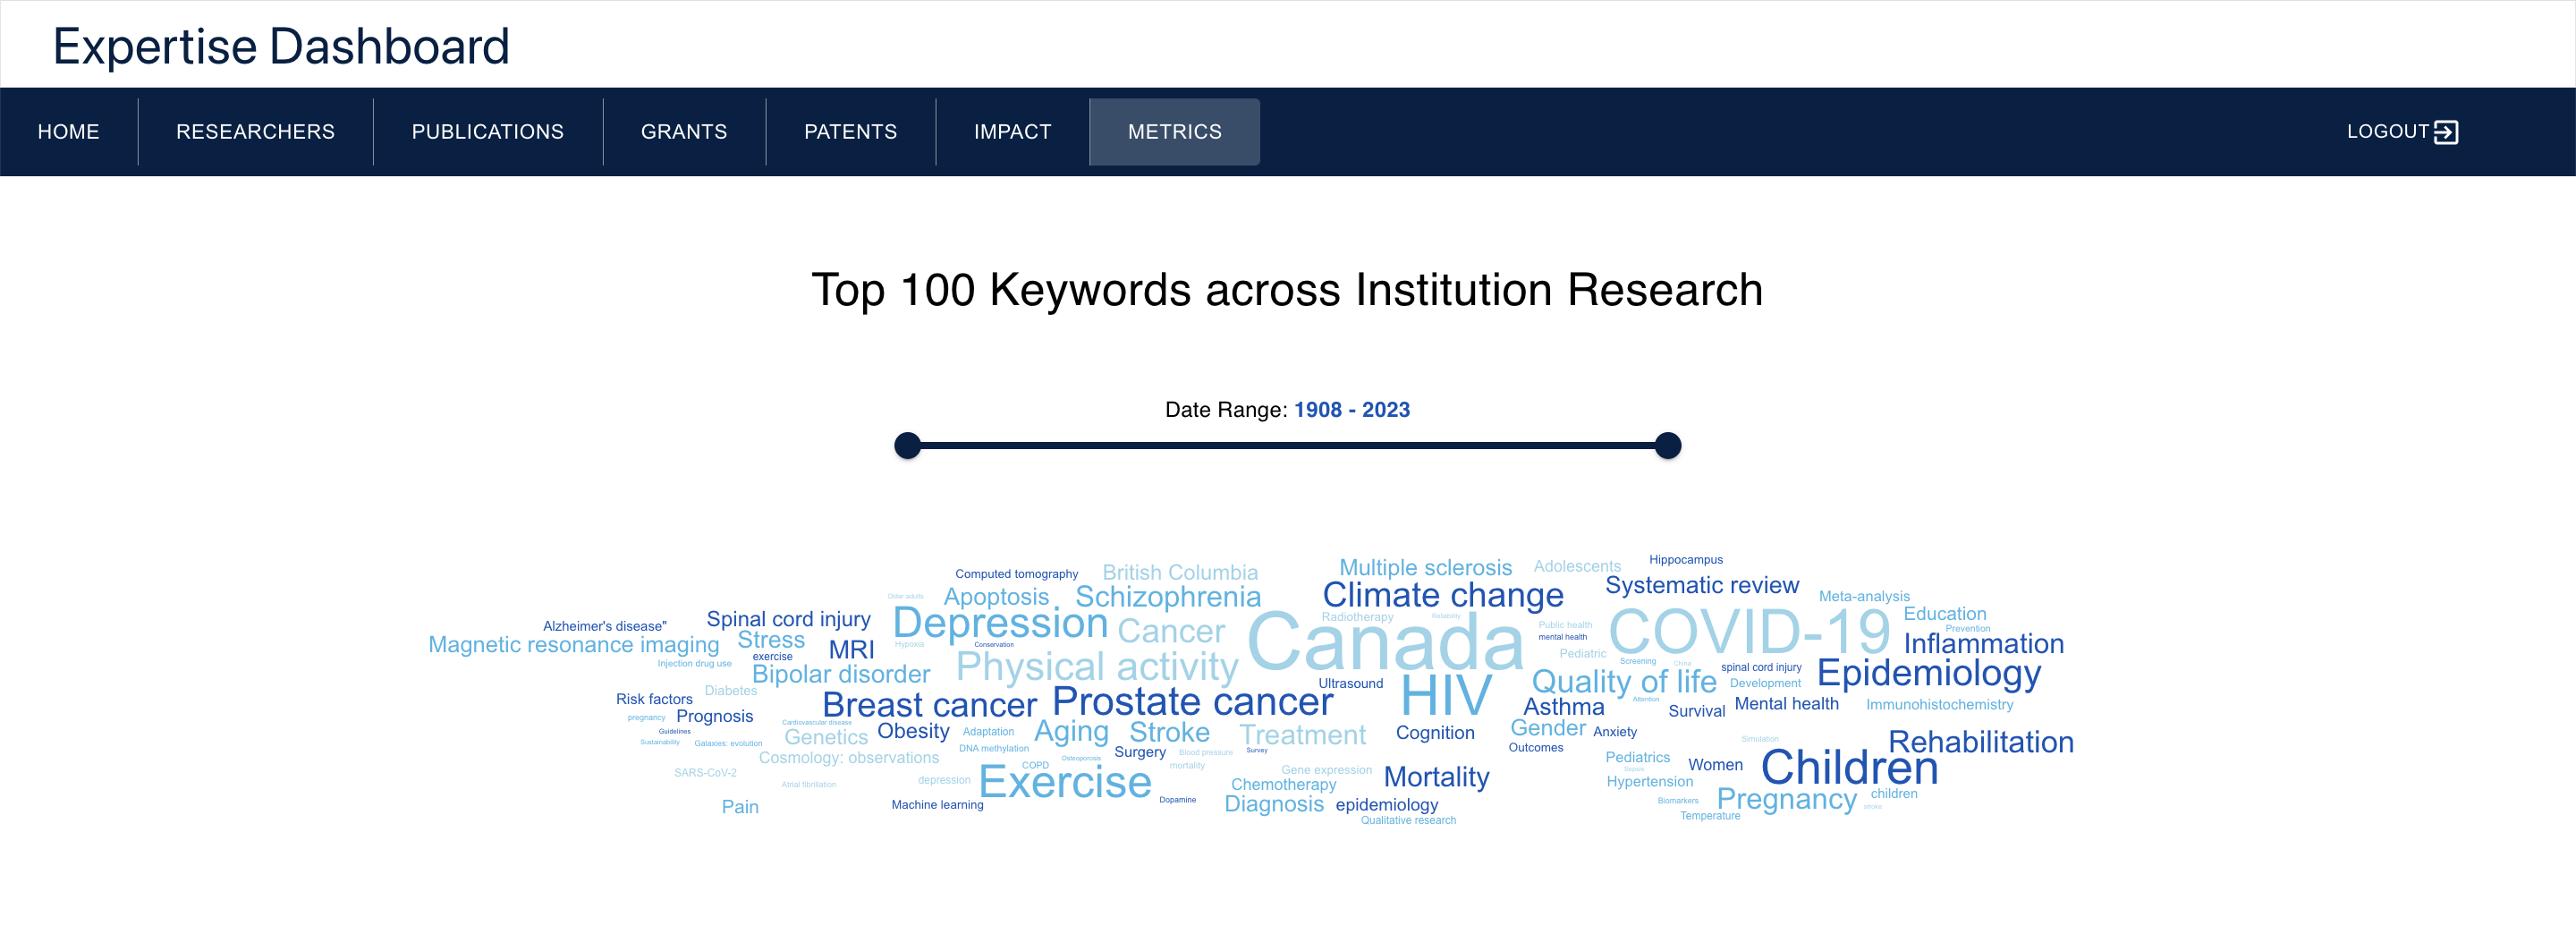 Expertise Dashboard
HOME
RESEARCHERS
PUBLICATIONS
GRANTS
PATENTS
IMPACT
METRICS
LOGOUT
Top 100 Keywords across Institution Research
Date Range: 1908 - 2023
Hippocampus
Multiple sclerosis
Adolescents
Computed tomography
British Columbia
Systematic review
Climate change
Older adults
Apoptosis
Schizophrenia
Meta-analysis
Education
Radiotherapy
Reliability
Spinal cord injury
Alzheimer's disease"
Depression
Cancer
Canada
Public health
mental health
COVID-19
Prevention
Magnetic resonance imaging
Stress
MRI
Hypoxia
Conservation
Inflammation
Injection drug use
exercise
Pediatric
Screening
China
spinal cord injury
Bipolar disorder
Physical activity
Epidemiology
Diabetes
Ultrasound
Quality of life
Development
Risk factors
Breast cancer
Prostate cancer
HIV
Attention
Asthma
Survival
Mental health
Immunohistochemistry
pregnancy
Prognosis
Cardiovascular disease
Guidelines
Genetics
Obesity
Adaptation
Aging
Stroke
Treatment
Cognition
Gender
Anxiety
Sustainability
Galaxies: evolution
DNA methylation
Surgery
Blood pressure
Survey
Outcomes
Simulation
Rehabilitation
Cosmology: observations
COPD
Osteoporosis
mortality
Pediatrics
Women
Sepsis
Children
SARS-CoV-2
Atrial fibrillation
depression
Exercise
Gene expression
Chemotherapy
Mortality
Hypertension
Pain
Machine learning
Dopamine
Diagnosis
epidemiology
Biomarkers
Pregnancy
children
stroke
Qualitative research
Temperature